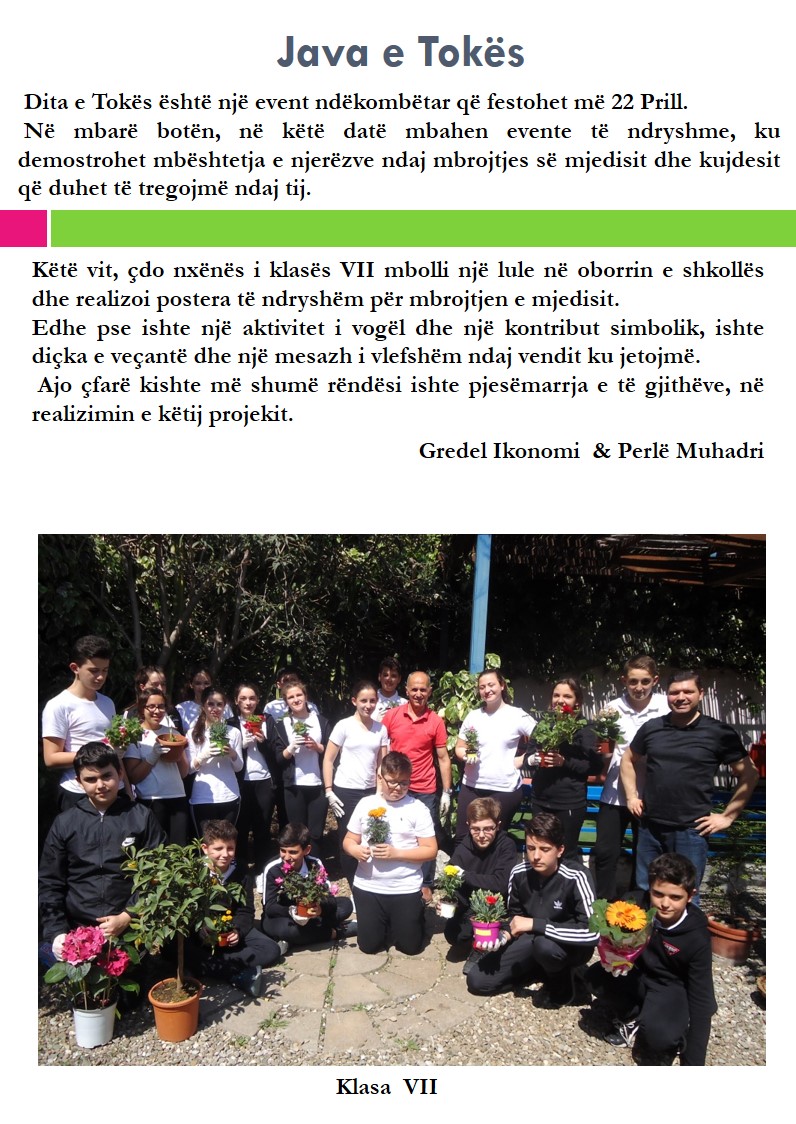 Java e Tokës
Dita e Tokës është një event ndëkombëtar që festohet më 22 Prill.
Në mbarë botën, në këtë datë mbahen evente të ndryshme, ku
demostrohet mbështetja e njerëzve ndaj mbrojtjes së mjedisit dhe kujdesit
që duhet të tregojmë ndaj tij.
Këtë vit, çdo nxënës i klasës VII mbolli një lule në oborrin e shkollës
dhe realizoi postera të ndryshëm për mbrojtjen e mjedisit.
Edhe pse ishte një aktivitet i vogël dhe një kontribut simbolik, ishte
diçka e veçantë dhe një mesazh i vlefshëm ndaj vendit ku jetojmë.
Ajo çfarë kishte më shumë rëndësi ishte pjesëmarrja e të gjithëve, në
realizimin e këtij projekit.
Gredel Ikonomi & Perlë Muhadri
Klasa VII